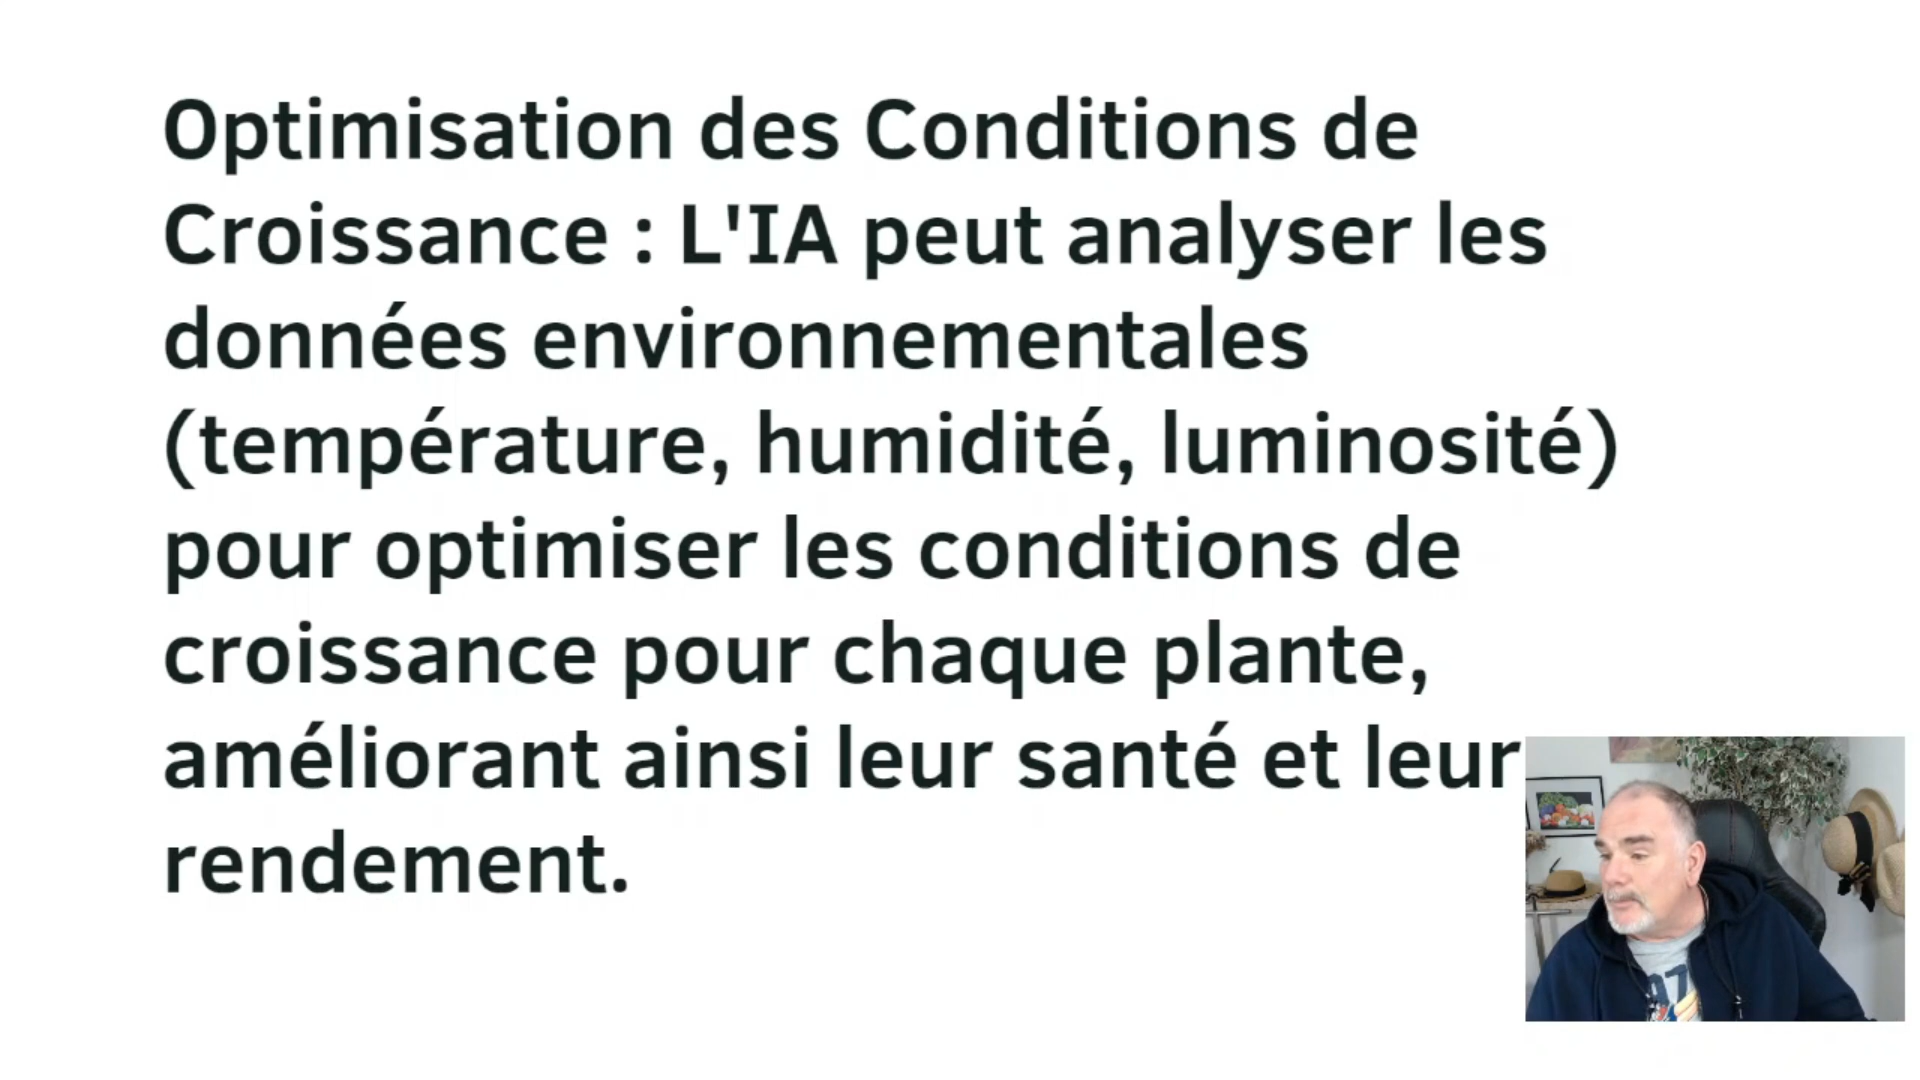 Optimisation des Conditions de
Croissance : L'IA peut analyser les
données environnementales
(température, humidité, luminosité)
pour optimiser les conditions de
croissance pour chaque plante,
améliorant ainsi leur santé et leur
rendement.